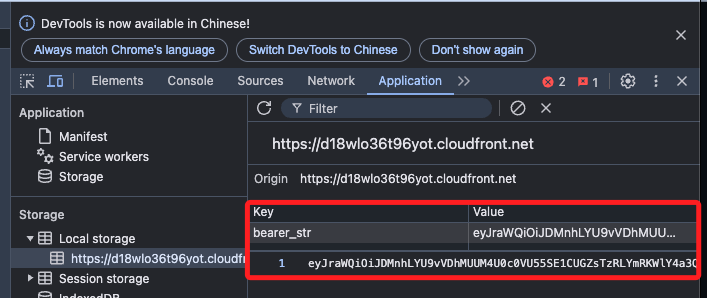 DevTools is now available in Chinese!
Always match Chrome's language Switch DevTools to Chinese Don't show again
Elements Console Sources Network Application 2 1
Application
Manifest
Service workers
Storage
Storage
Local storage
https://d18wlo36t96yot.cloudf
Session storage
IndexedDB
Filter
https://d18wlo36t96yot.cloudfront.net
Origin https://d18wlo36t96yot.cloudfront.net
Key Value
bearer_str eyJraWQiOiJDMnhLYU9vVDhMUU...
1